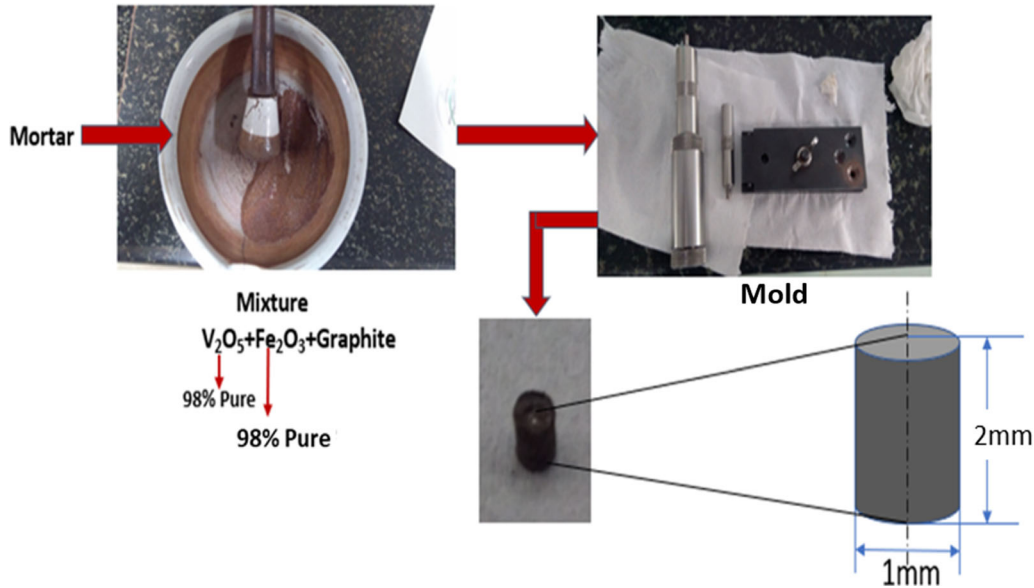 Mortar
Mold
Mixture
V₂O₅+Fe₂O₃+Graphite
98% Pure
98% Pure
2mm
1mm